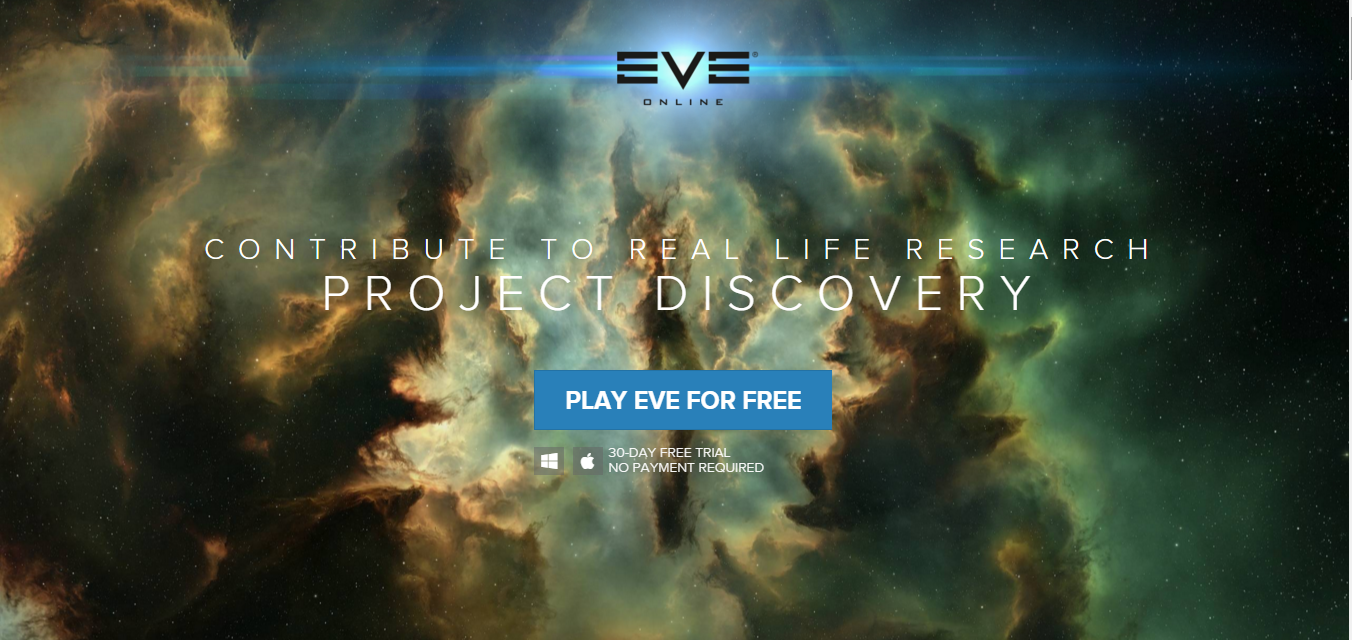 EVE®
ONLINE
CONTRIBUTE TO REAL LIFE RESEARCH
PROJECT DISCOVERY
PLAY EVE FOR FREE
30-DAY FREE TRIAL
NO PAYMENT REQUIRED